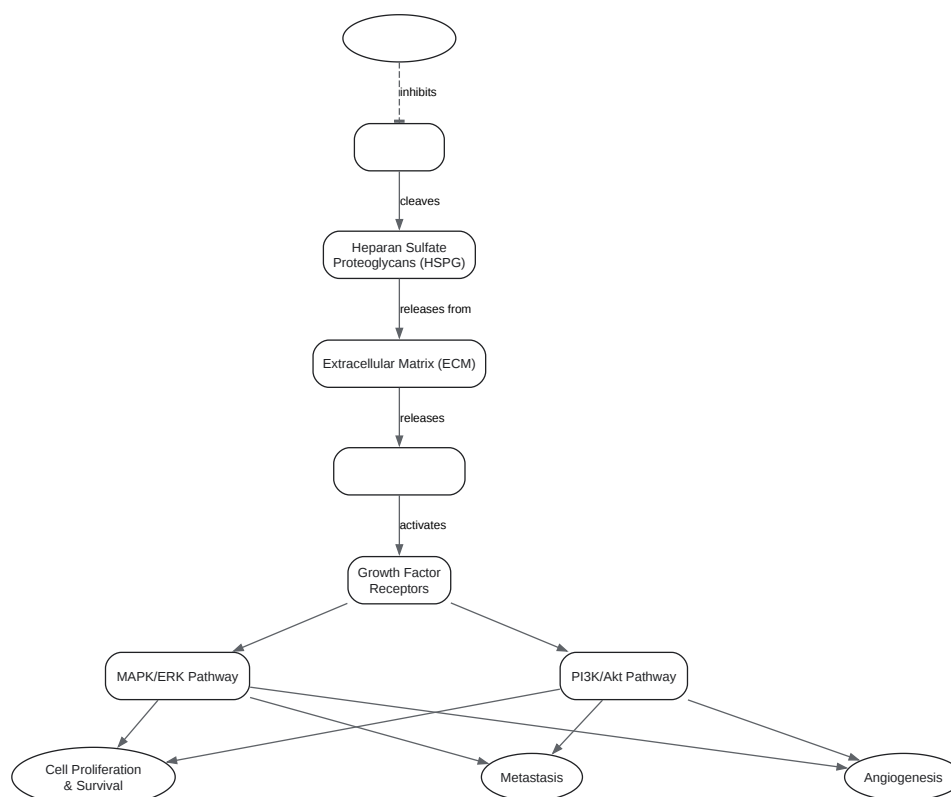 inhibits
cleaves
Heparan Sulfate
Proteoglycans (HSPG)
releases from
Extracellular Matrix (ECM)
releases
activates
Growth Factor
Receptors
MAPK/ERK Pathway
PI3K/Akt Pathway
Cell Proliferation
& Survival
Metastasis
Angiogenesis